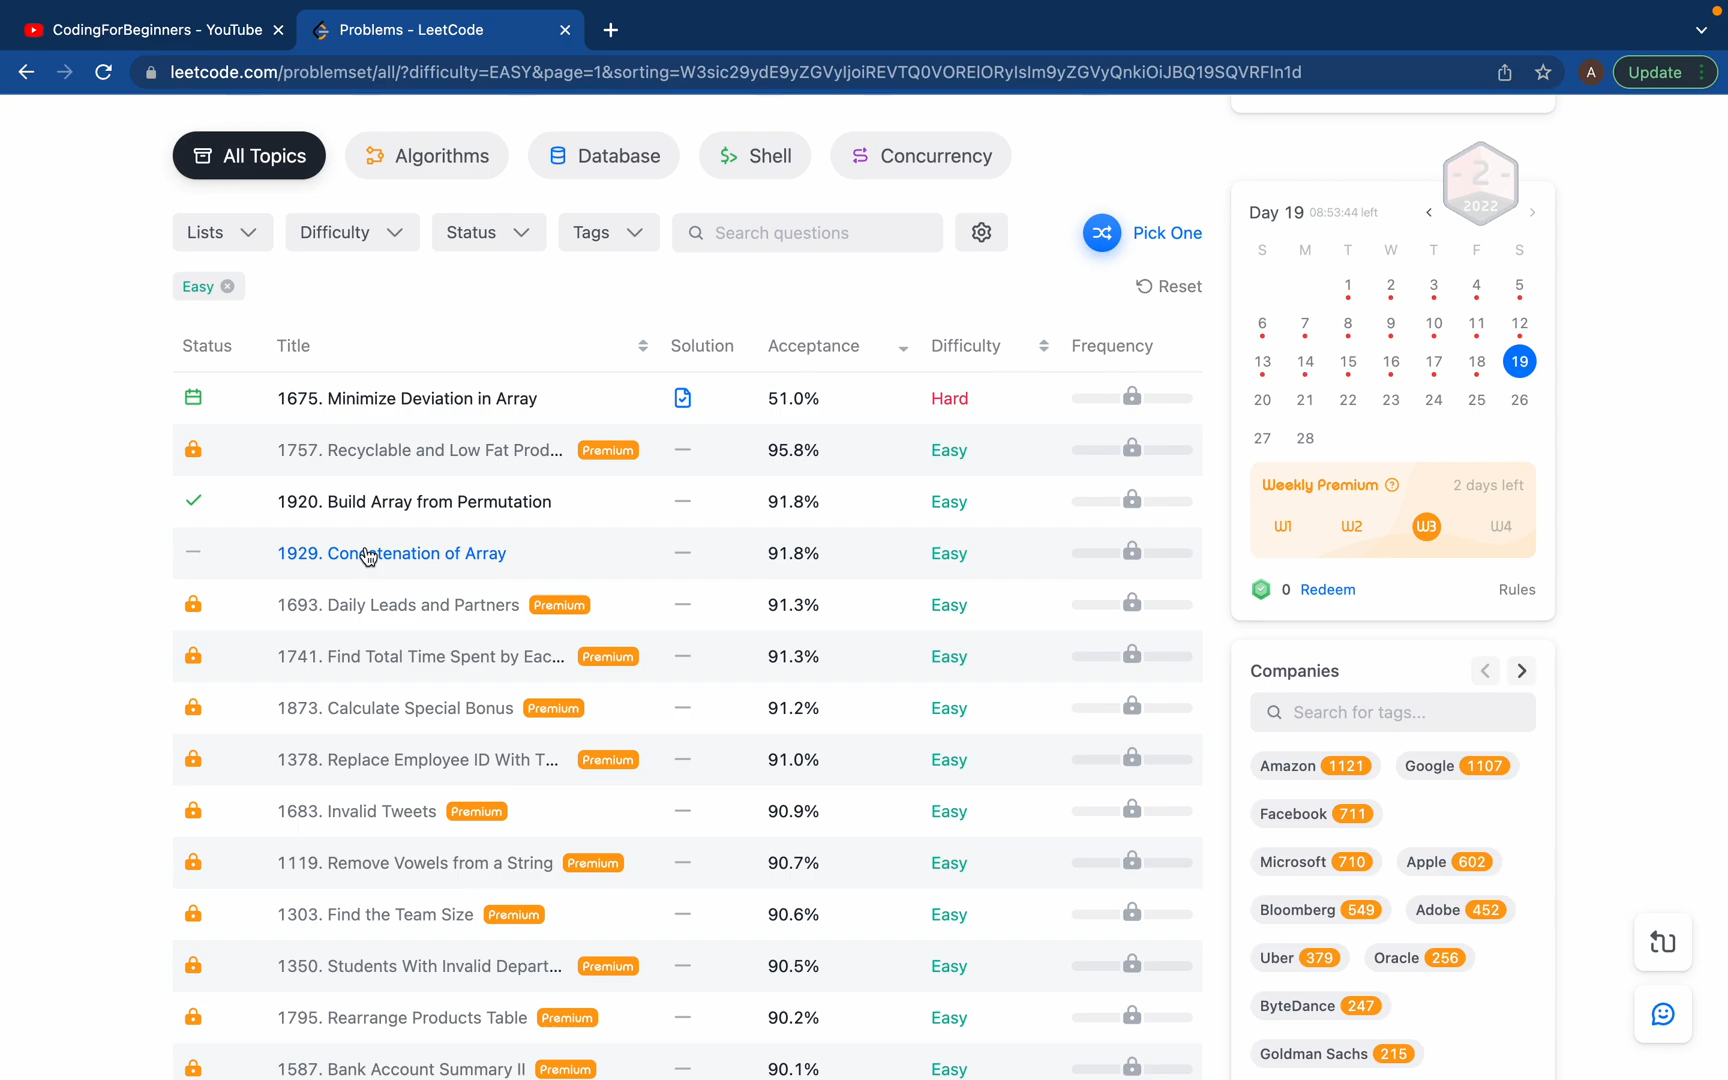 CodingForBeginners - YouTube
Problems - LeetCode
leetcode.com/problemset/all/?difficulty=EASY&page=1&sorting=W3sic29ydE9yZGVyIjoiREVTQ0VORElORyIsIm9yZGVyQnkiOiJBQ19SQVRFIn1d
A
Update
All Topics
Algorithms
Database
Shell
Concurrency
Lists
Difficulty
Status
Tags
Search questions
Pick One
Easy
Reset
Status Title Solution Acceptance Difficulty Frequency
1675. Minimize Deviation in Array 51.0% Hard
1757. Recyclable and Low Fat Prod... Premium 95.8% Easy
1920. Build Array from Permutation 91.8% Easy
1929. of Array 91.8% Easy
1693. Daily Leads and Partners Premium 91.3% Easy
1741. Find Total Time Spent by Eac... Premium 91.3% Easy
1873. Calculate Special Bonus Premium 91.2% Easy
1378. Replace Employee ID With T... Premium 91.0% Easy
1683. Invalid Tweets Premium 90.9% Easy
1119. Remove Vowels from a String Premium 90.7% Easy
1303. Find the Team Size Premium 90.6% Easy
1350. Students With Invalid Depart... Premium 90.5% Easy
1795. Rearrange Products Table Premium 90.2% Easy
1587. Bank Account Summary II Premium 90.1% Easy
2
2022
Day 19 08:53:44 left
S M T W T F S
1 2 3 4 5
6 7 8 9 10 11 12
13 14 15 16 17 18 19
20 21 22 23 24 25 26
27 28
Weekly Premium 2 days left
W1 W2 W3 W4
0 Redeem Rules
Companies
Search for tags...
Amazon 1121 Google 1107
Facebook 711
Microsoft 710 Apple 602
Bloomberg 549 Adobe 452
Uber 379 Oracle 256
ByteDance 247
Goldman Sachs 215